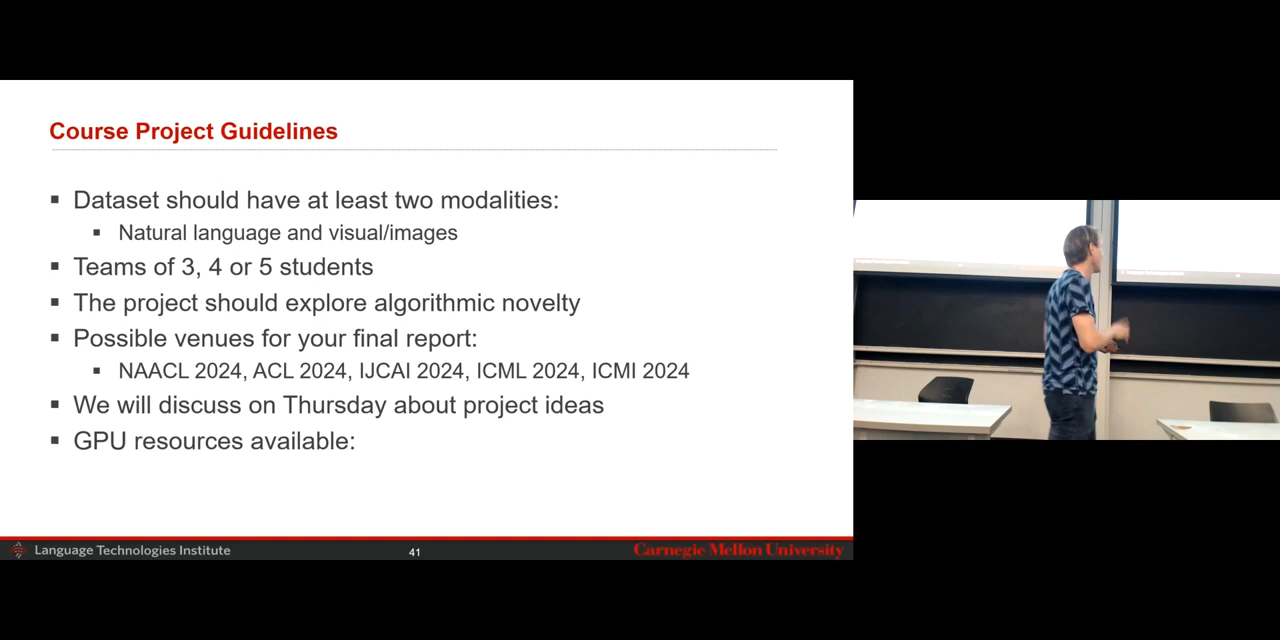 Course Project Guidelines
▪ Dataset should have at least two modalities:
▪ Natural language and visual/images
▪ Teams of 3, 4 or 5 students
▪ The project should explore algorithmic novelty
▪ Possible venues for your final report:
▪ NAACL 2024, ACL 2024, IJCAI 2024, ICML 2024, ICMI 2024
▪ We will discuss on Thursday about project ideas
▪ GPU resources available:
Language Technologies Institute
41
Carnegie Mellon University